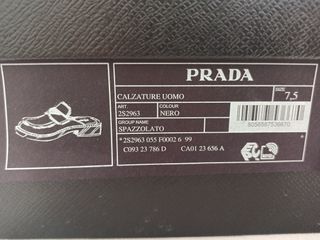 PRADA
CALZATURE UOMO
SIZE
7,5
ART.
COLOUR
2S2963
NERO
GROUP NAME
SPAZZOLATO
8056597539870
*2S2963 055 F0002 6 99
C093 23 786 D
CA01 23 656 A